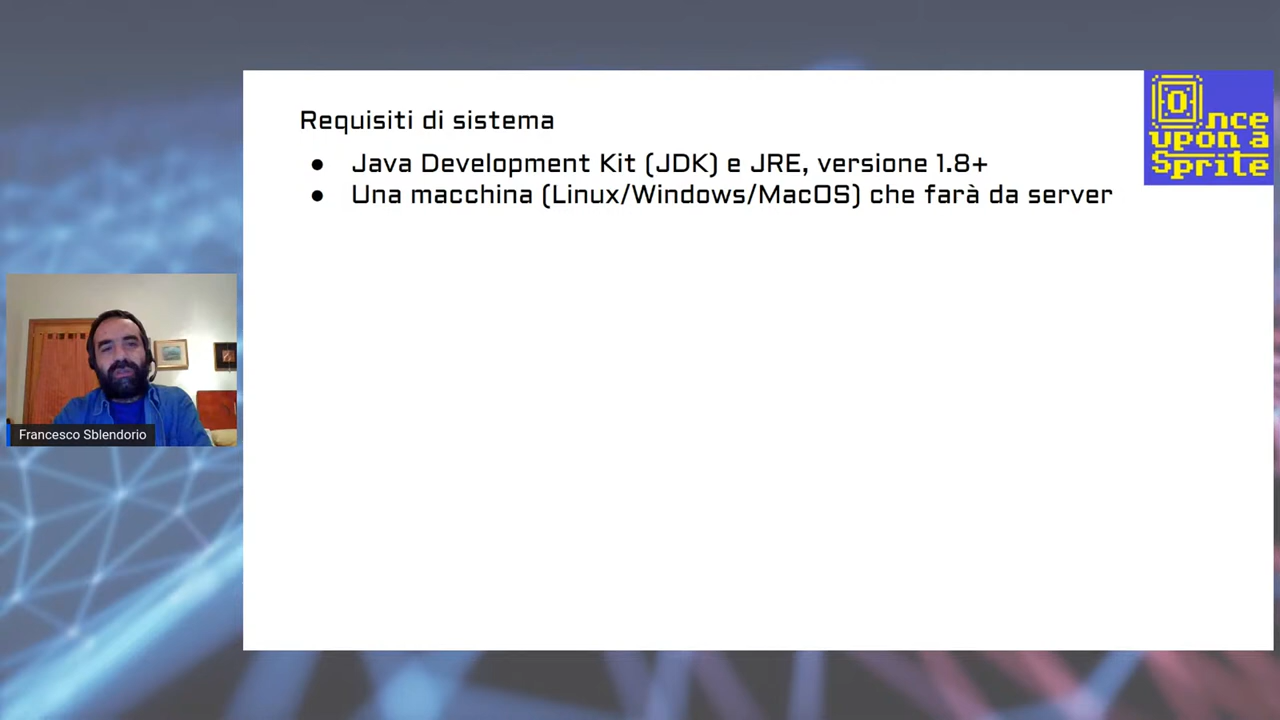 Requisiti di sistema
● Java Development Kit (JDK) e JRE, versione 1.8+
● Una macchina (Linux/Windows/MacOS) che farà da server
Once
upon a
Sprite
Francesco Sblendorio